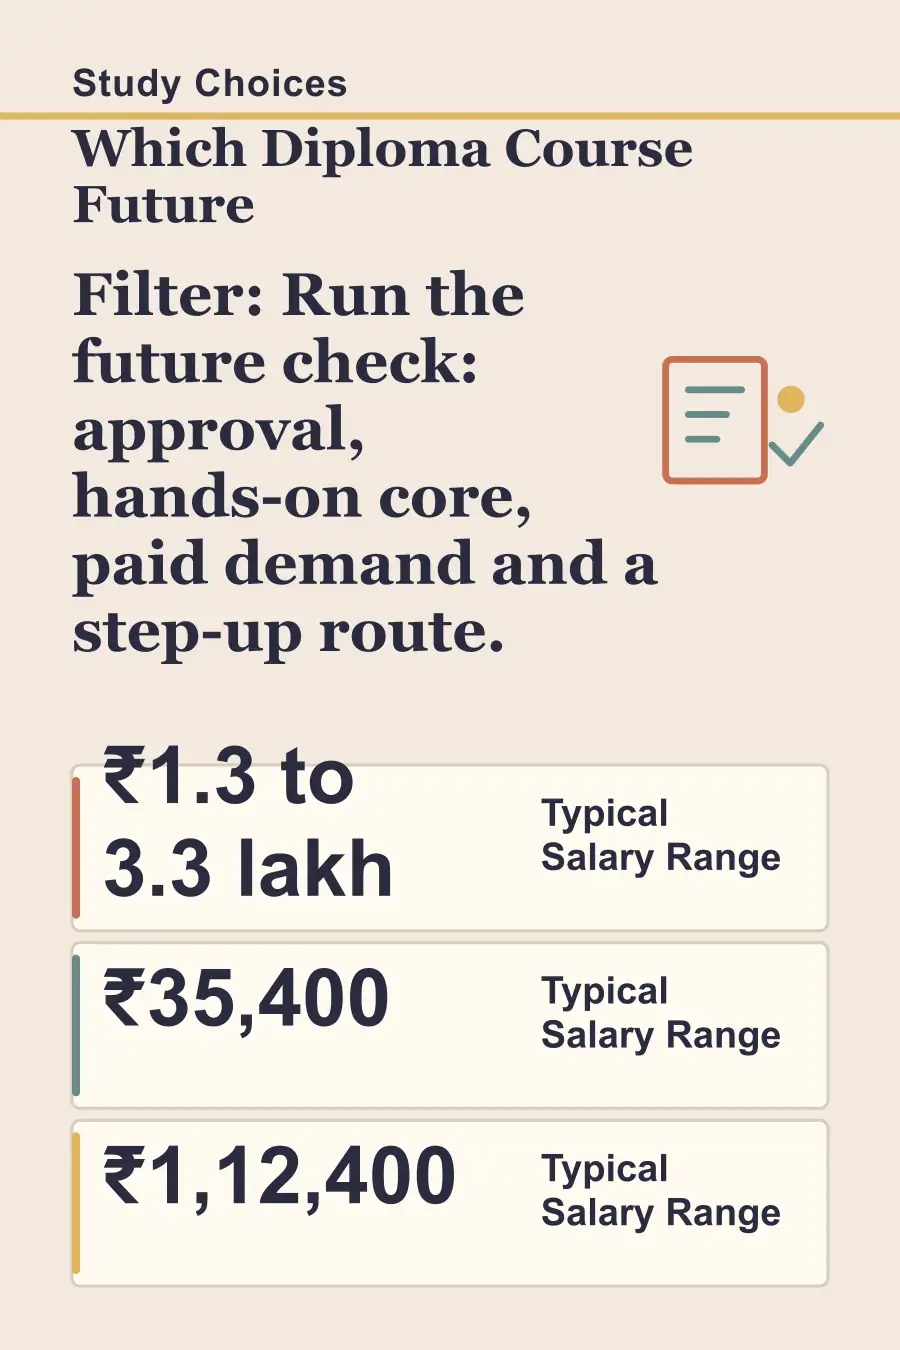 Study Choices
Which Diploma Course
Future
Filter: Run the
future check:
approval,
hands-on core,
paid demand and a
step-up route.
₹1.3 to
3.3 lakh
Typical
Salary Range
₹35,400
Typical
Salary Range
₹1,12,400
Typical
Salary Range